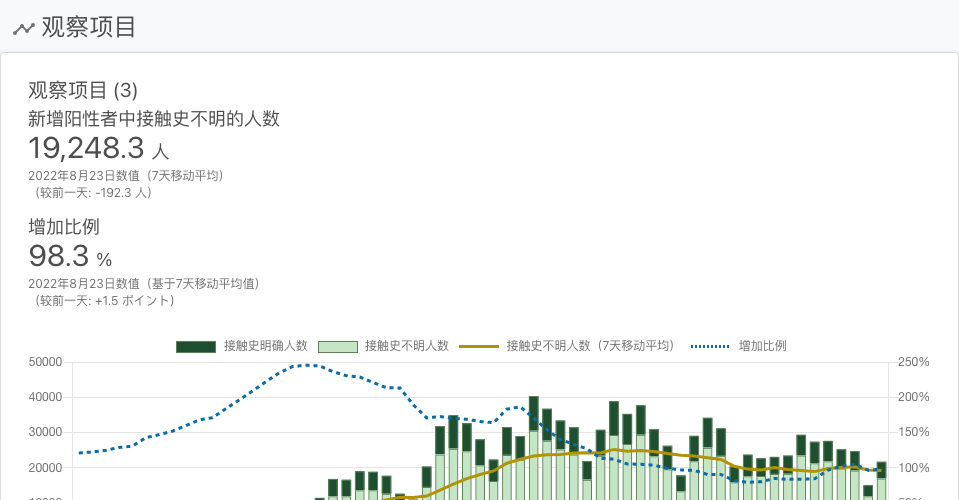 观察项目
观察项目 (3)
新增阳性者中接触史不明的人数
19,248.3 人
2022年8月23日数值（7天移动平均）
（较前一天: -192.3 人）
增加比例
98.3 %
2022年8月23日数值（基于7天移动平均值）
（较前一天: +1.5 ポイント）
接触史明确人数 接触史不明人数 接触史不明人数（7天移动平均） 增加比例
50000 250%
40000 200%
30000 150%
20000 100%